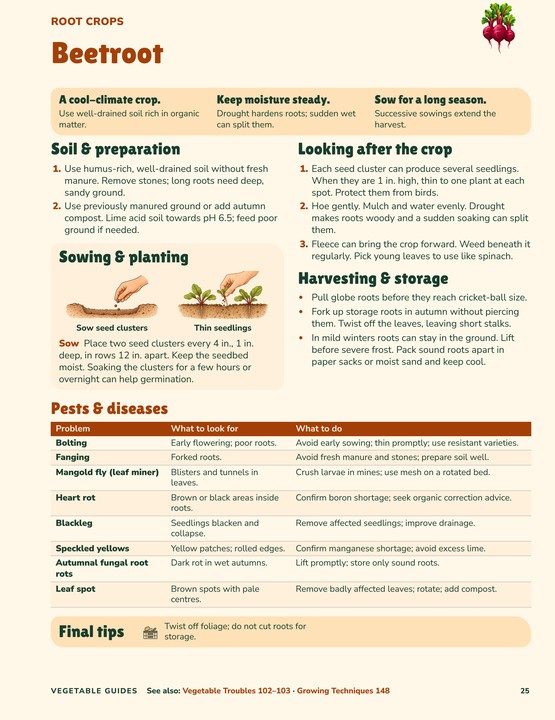 ROOT CROPS
Beetroot
A cool-climate crop.
Use well-drained soil rich in organic
matter.
Keep moisture steady.
Drought hardens roots; sudden wet
can split them.
Sow for a long season.
Successive sowings extend the
harvest.
Soil & preparation
1. Use humus-rich, well-drained soil without fresh
manure. Remove stones; long roots need deep,
sandy ground.
2. Use previously manured ground or add autumn
compost. Lime acid soil towards pH 6.5; feed poor
ground if needed.
Sowing & planting
Sow seed clusters
Thin seedlings
Sow Place two seed clusters every 4 in., 1 in.
deep, in rows 12 in. apart. Keep the seedbed
moist. Soaking the clusters for a few hours or
overnight can help germination.
Looking after the crop
1. Each seed cluster can produce several seedlings.
When they are 1 in. high, thin to one plant at each
spot. Protect them from birds.
2. Hoe gently. Mulch and water evenly. Drought
makes roots woody and a sudden soaking can split
them.
3. Fleece can bring the crop forward. Weed beneath it
regularly. Pick young leaves to use like spinach.
Harvesting & storage
• Pull globe roots before they reach cricket-ball size.
• Fork up storage roots in autumn without piercing
them. Twist off the leaves, leaving short stalks.
• In mild winters roots can stay in the ground. Lift
before severe frost. Pack sound roots apart in
paper sacks or moist sand and keep cool.
Pests & diseases
Problem What to look for What to do
Bolting Early flowering; poor roots. Avoid early sowing; thin promptly; use resistant varieties.
Fanging Forked roots. Avoid fresh manure and stones; prepare soil well.
Mangold fly (leaf miner) Blisters and tunnels in Crush larvae in mines; use mesh on a rotated bed.
leaves.
Heart rot Brown or black areas inside Confirm boron shortage; seek organic correction advice.
roots.
Blackleg Seedlings blacken and Remove affected seedlings; improve drainage.
collapse.
Speckled yellows Yellow patches; rolled edges. Confirm manganese shortage; avoid excess lime.
Autumnal fungal root Dark rot in wet autumns. Lift promptly; store only sound roots.
rots
Leaf spot Brown spots with pale Remove badly affected leaves; rotate; add compost.
centres.
Final tips
Twist off foliage; do not cut roots for
storage.
VEGETABLE GUIDES See also: Vegetable Troubles 102–103 · Growing Techniques 148 25